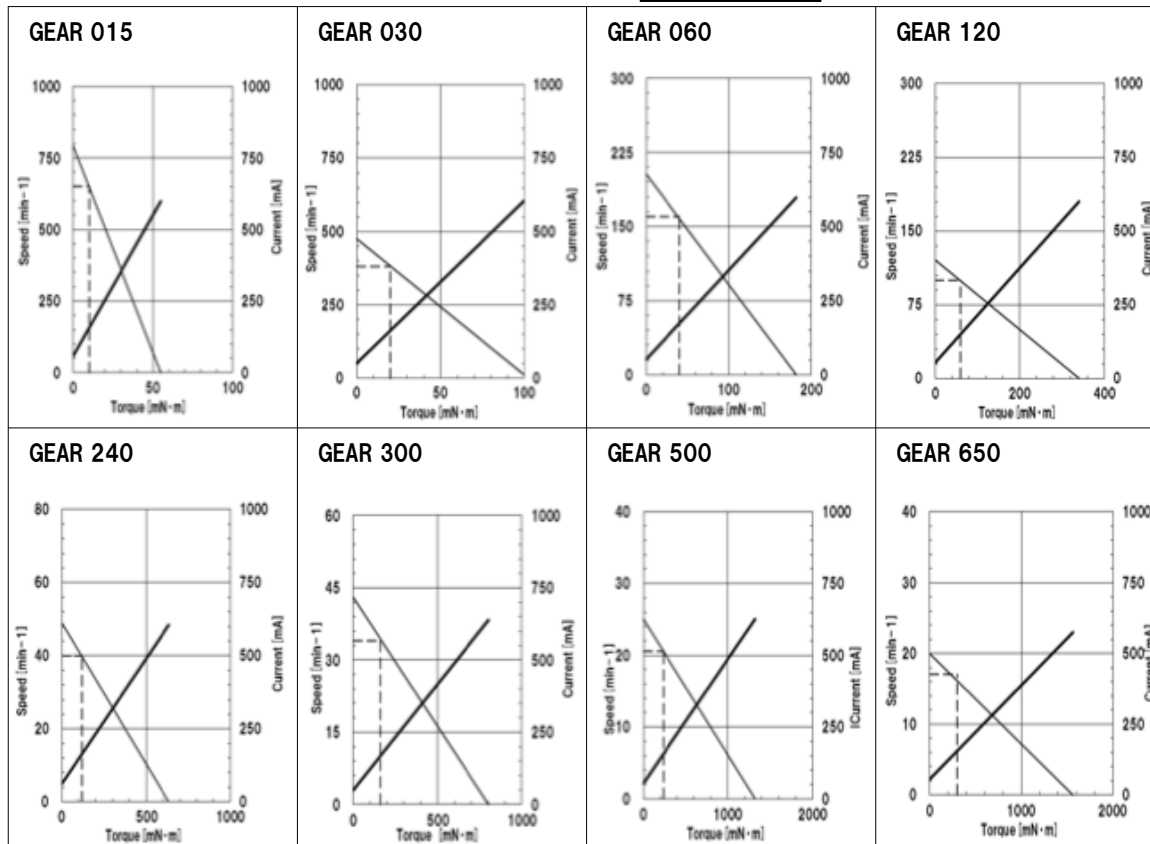 GEAR 015
1000
750
500
250
0
1000
750
500
250
0
Speed [min-1]
Current [mA]
0 50 100
Torque [mN·m]
GEAR 030
1000
750
500
250
0
1000
750
500
250
0
Speed [min-1]
Current [mA]
0 50 100
Torque [mN·m]
GEAR 060
300
225
150
75
0
1000
750
500
250
0
Speed [min-1]
Current [mA]
0 100 200
Torque [mN·m]
GEAR 120
300
225
150
75
0
1000
750
500
250
0
Speed [min-1]
Current [mA]
0 200 400
Torque [mN·m]
GEAR 240
80
60
40
20
0
1000
750
500
250
0
Speed [min-1]
Current [mA]
0 500 1000
Torque [mN·m]
GEAR 300
60
45
30
15
0
1000
750
500
250
0
Speed [min-1]
Current [mA]
0 500 1000
Torque [mN·m]
GEAR 500
40
30
20
10
0
1000
750
500
250
0
Speed [min-1]
ICurrent [mA]
0 1000 2000
Torque [mN·m]
GEAR 650
40
30
20
10
0
1000
750
500
250
0
Speed [min-1]
Current [mA]
0 1000 2000
Torque [mN·m]